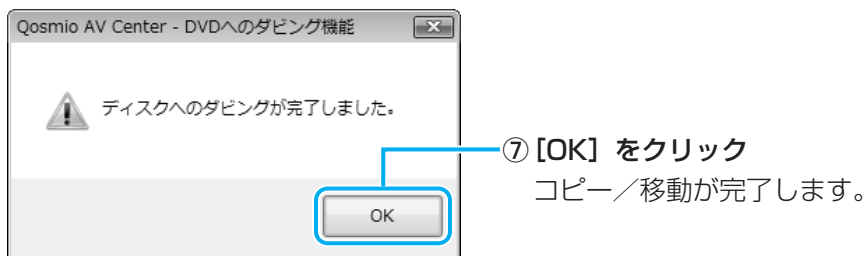 Qosmio AV Center - DVDへのダビング機能
ディスクへのダビングが完了しました。
OK
⑦[OK]をクリック
コピー／移動が完了します。